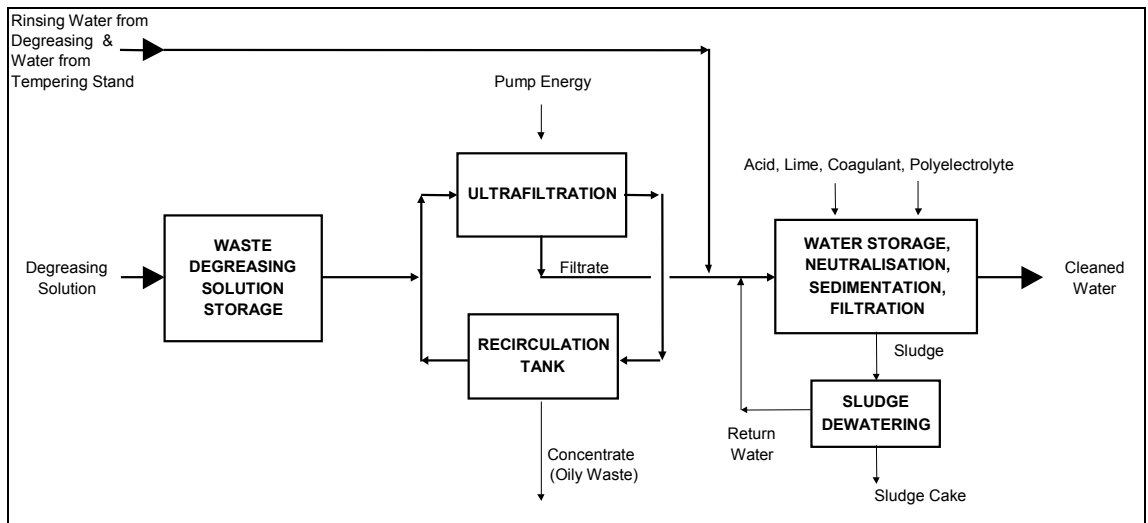 Rinsing Water from
Degreasing &
Water from
Tempering Stand
Pump Energy
Acid, Lime, Coagulant, Polyelectrolyte
ULTRAFILTRATION
WASTE
DEGREASING
SOLUTION
STORAGE
WATER STORAGE,
NEUTRALISATION,
SEDIMENTATION,
FILTRATION
Degreasing
Solution
Filtrate
Cleaned
Water
RECIRCULATION
TANK
Sludge
SLUDGE
DEWATERING
Return
Water
Concentrate
(Oily Waste)
Sludge Cake